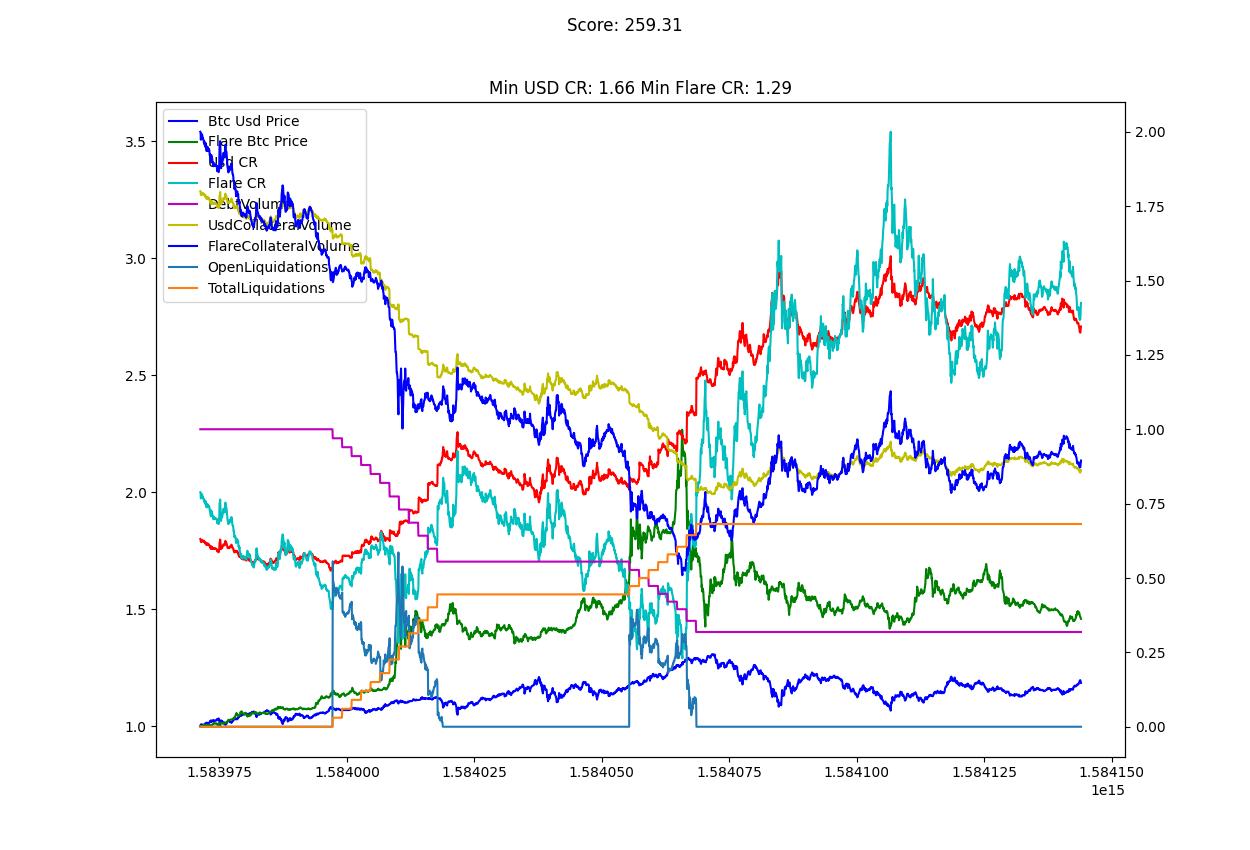 Score: 259.31
Min USD CR: 1.66 Min Flare CR: 1.29
Btc Usd Price
Flare Btc Price
Usd CR
Flare CR
DebtVolume
UsdCollateralVolume
FlareCollateralVolume
OpenLiquidations
TotalLiquidations
3.5
3.0
2.5
2.0
1.5
1.0
2.00
1.75
1.50
1.25
1.00
0.75
0.50
0.25
0.00
1.583975
1.584000
1.584025
1.584050
1.584075
1.584100
1.584125
1.584150
1e15